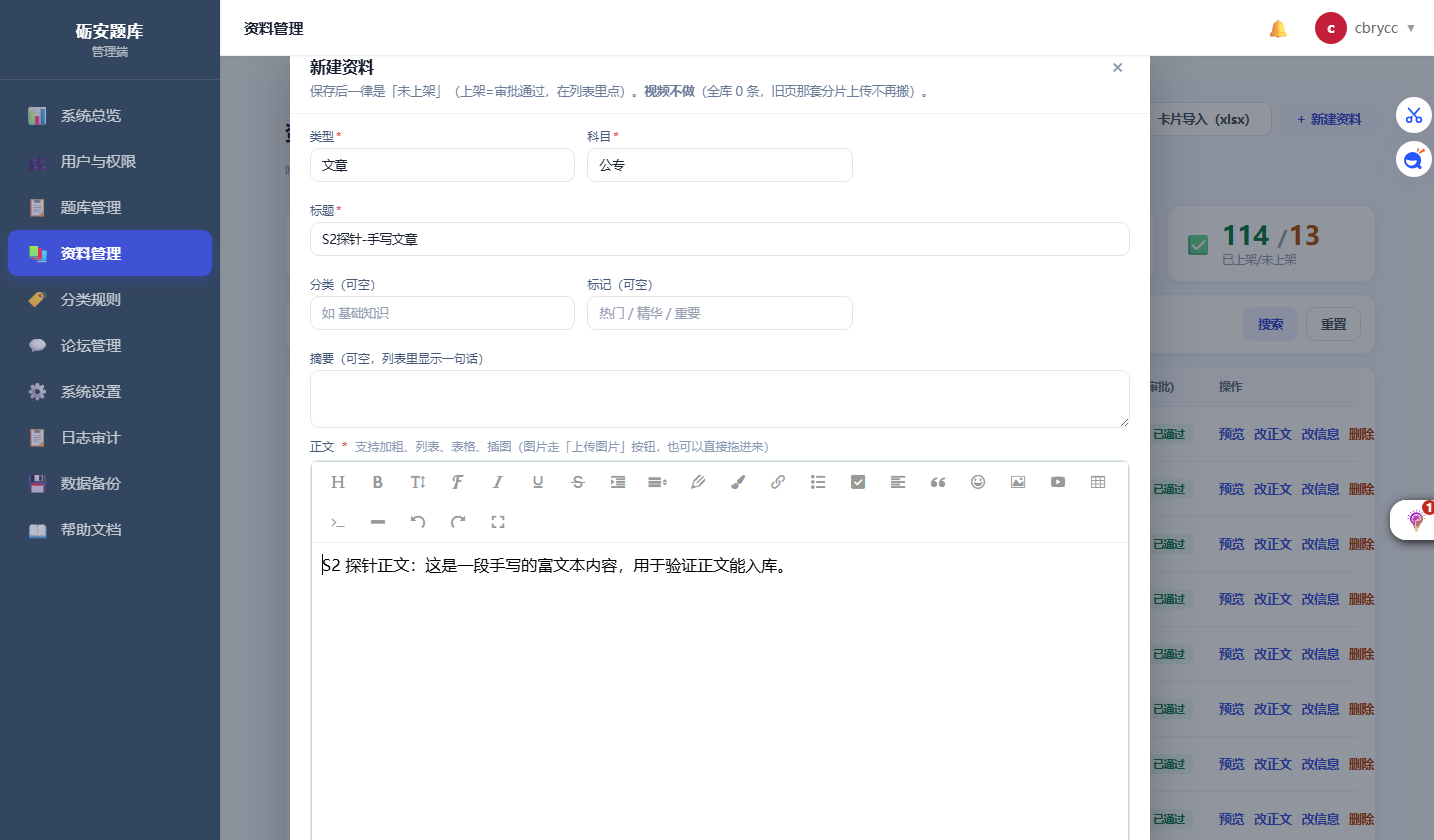 砺安题库
管理端
系统总览
用户与权限
题库管理
资料管理
分类规则
论坛管理
系统设置
日志审计
数据备份
帮助文档
资料管理
cbrycc
c
新建资料
保存后一律是「未上架」（上架=审批通过，在列表里点）。视频不做（全库 0 条，旧页那套分片上传不再搬）。
类型*
科目*
文章
公专
标题*
S2探针-手写文章
分类（可空）
标记（可空）
如 基础知识
热门 / 精华 / 重要
摘要（可空，列表里显示一句话）
正文 * 支持加粗、列表、表格、插图（图片走「上传图片」按钮，也可以直接拖进来）
S2 探针正文：这是一段手写的富文本内容，用于验证正文能入库。
卡片导入（xlsx）
+ 新建资料
114 /13
已上架/未上架
搜索
重置
审批)
操作
已通过 预览 改正文 改信息 删除
已通过 预览 改正文 改信息 删除
已通过 预览 改正文 改信息 删除
已通过 预览 改正文 改信息 删除
已通过 预览 改正文 改信息 删除
已通过 预览 改正文 改信息 删除
已通过 预览 改正文 改信息 删除
已通过 预览 改正文 改信息 删除
1